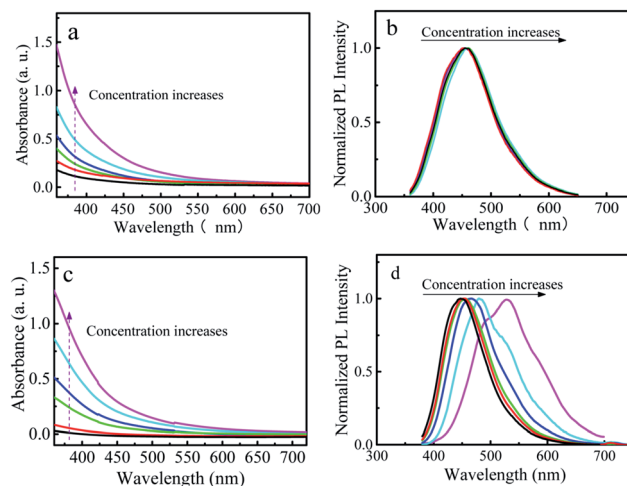 a
Absorbance (a. u.)
1.5
1.0
0.5
0.0
Concentration increases
400 450 500 550 600 650 700
Wavelength ( nm)
b
Concentration increases
Normalized PL Intensity
1.0
0.5
0.0
300 400 500 600 700
Wavelength ( nm)
c
Absorbance (a. u.)
1.5
1.0
0.5
0.0
Concentration increases
400 450 500 550 600 650 700
Wavelength (nm)
d
Concentration increases
Normalized PL Intensity
1.0
0.5
0.0
300 400 500 600 700
Wavelength (nm)